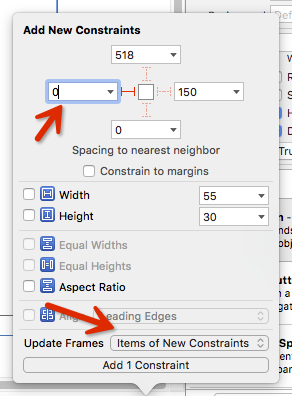 Add New Constraints
518
0
150
0
Spacing to nearest neighbor
Constrain to margins
Width
55
Height
30
Equal Widths
Equal Heights
Aspect Ratio
Leading Edges
Update Frames
Items of New Constraints
Add 1 Constraint